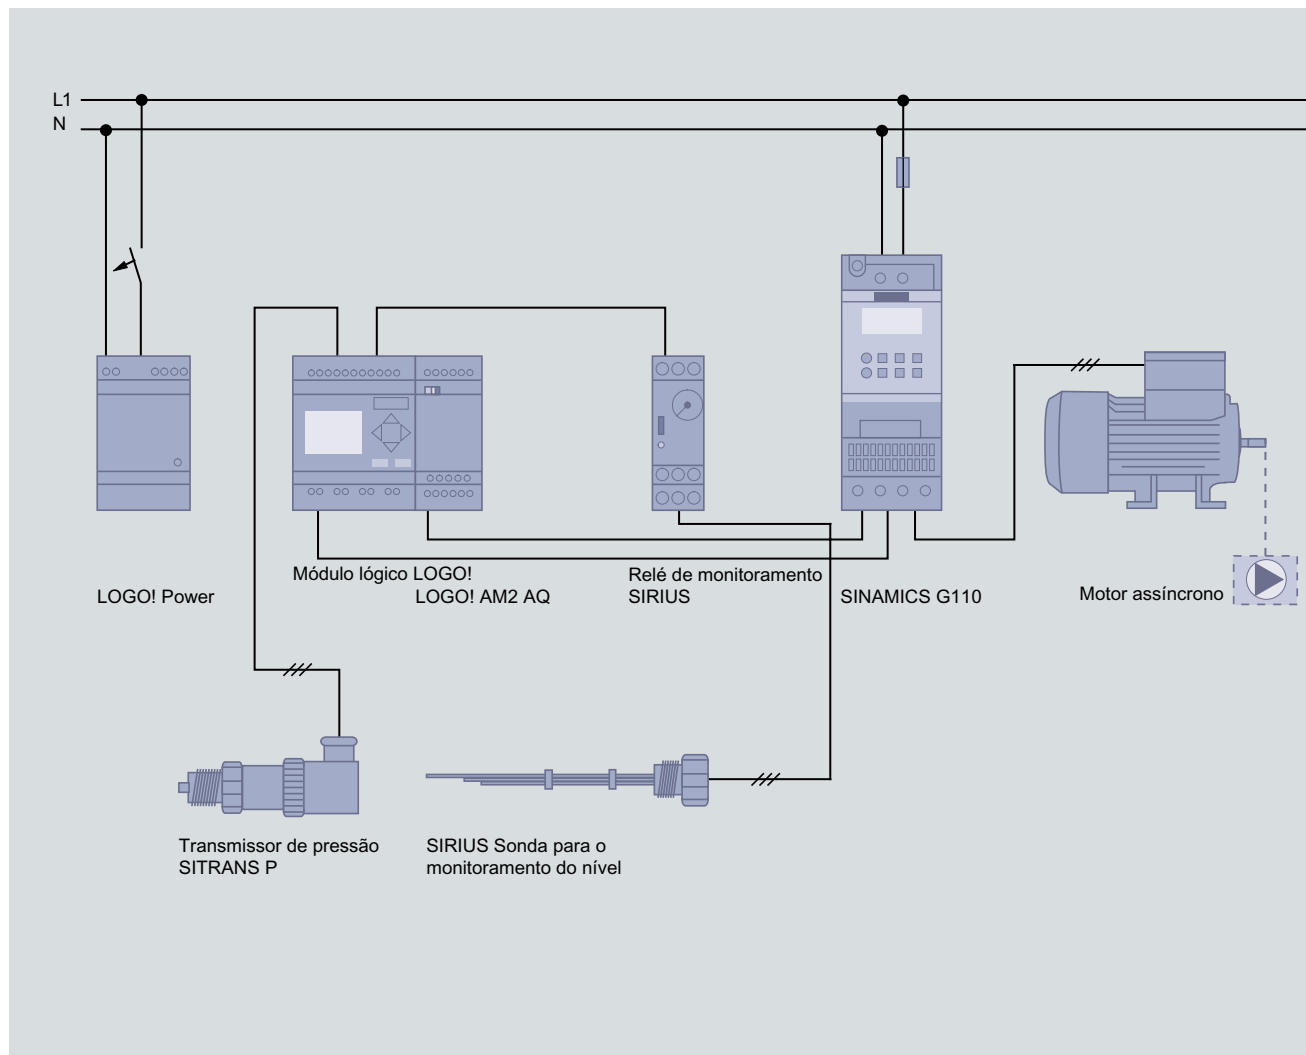 L1
N
Módulo lógico LOGO!
LOGO! Power
LOGO! AM2 AQ
Relé de monitoramento
SIRIUS
SINAMICS G110
Motor assíncrono
Transmissor de pressão
SITRANS P
SIRIUS Sonda para o
monitoramento do nível